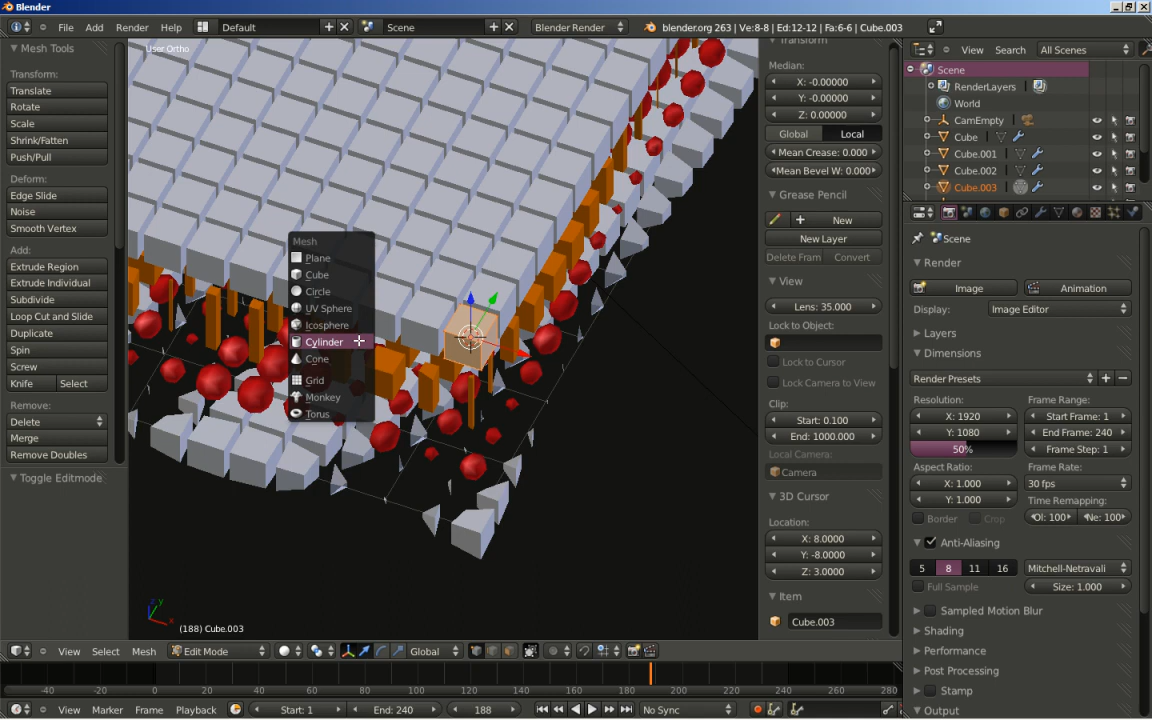 Blender
File Add Render Help Default Scene Blender Render blender.org 263 | Ve:8-8 | Ed:12-12 | Fa:6-6 | Cube.003
Mesh Tools
Transform:
Translate
Rotate
Scale
Shrink/Fatten
Push/Pull
Deform:
Edge Slide
Noise
Smooth Vertex
Add:
Extrude Region
Extrude Individual
Subdivide
Loop Cut and Slide
Duplicate
Spin
Screw
Knife Select
Remove:
Delete
Merge
Remove Doubles
Toggle Editmode
User Ortho
Mesh
Plane
Cube
Circle
UV Sphere
Icosphere
Cylinder
Cone
Grid
Monkey
Torus
z y
x
(188) Cube.003
Transform
Median:
X: -0.00000
Y: -0.00000
Z: 0.00000
Global Local
Mean Crease: 0.000
Mean Bevel W: 0.000
Grease Pencil
New
New Layer
Delete Fram Convert
View
Lens: 35.000
Lock to Object:
Lock to Cursor
Lock Camera to View
Clip:
Start: 0.100
End: 1000.000
Local Camera:
Camera
3D Cursor
Location:
X: 8.0000
Y: -8.0000
Z: 3.0000
Item
Cube.003
View Search All Scenes
Scene
RenderLayers
World
CamEmpty
Cube
Cube.001
Cube.002
Cube.003
Scene
Render
Image Animation
Display: Image Editor
Layers
Dimensions
Render Presets
Resolution: Frame Range:
X: 1920 Start Frame: 1
Y: 1080 End Frame: 240
50% Frame Step: 1
Aspect Ratio: Frame Rate:
X: 1.000 30 fps
Y: 1.000 Time Remapping:
Border Crop Ol: 100 Ne: 100
Anti-Aliasing
5 8 11 16 Mitchell-Netravali
Full Sample Size: 1.000
Sampled Motion Blur
Shading
Performance
Post Processing
Stamp
Output
View Select Mesh Edit Mode Global
-40 -20 0 20 40 60 80 100 120 140 160 180 200 220 240 260 280
View Marker Frame Playback Start: 1 End: 240 188 No Sync